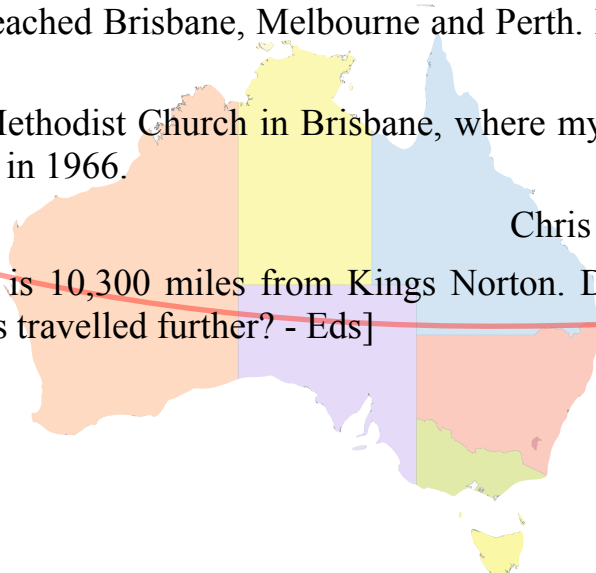 eached Brisbane, Melbourne and Perth.
Methodist Church in Brisbane, where my
in 1966.
Chris
is 10,300 miles from Kings Norton. D
s travelled further? - Eds]